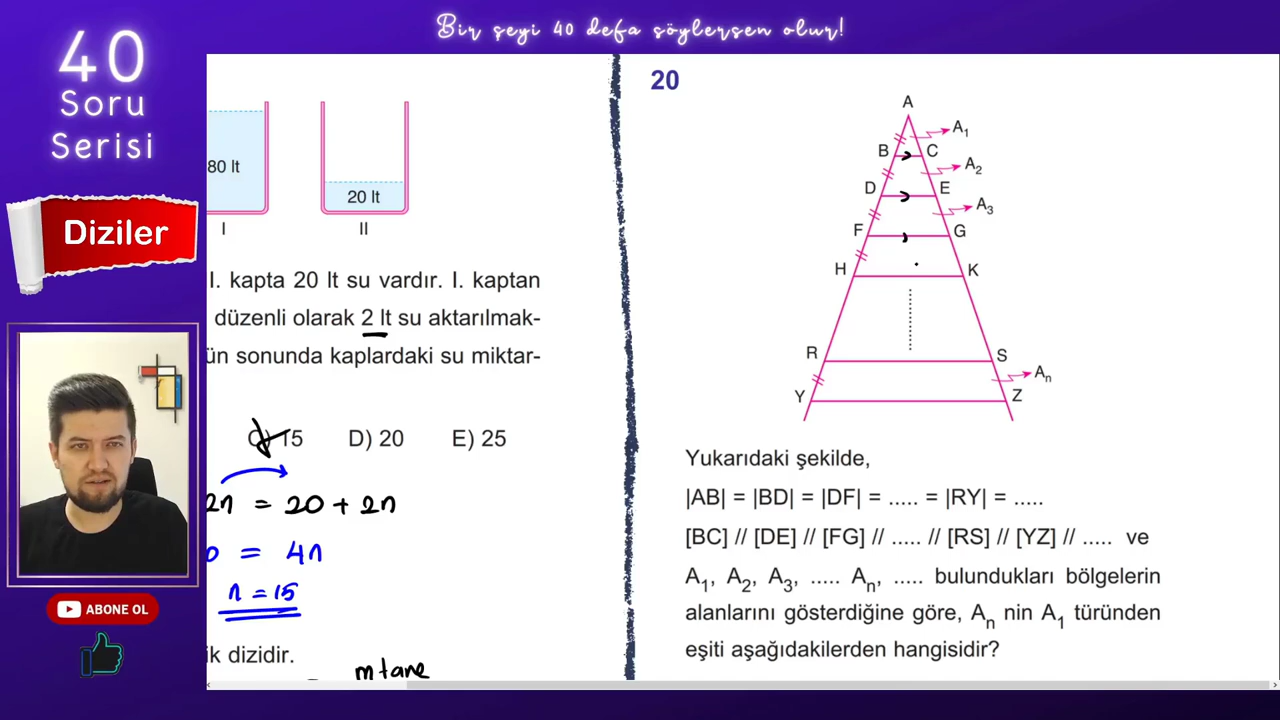 Bir şeyi 40 defa söylersen olur!
40
Soru
Serisi
Diziler
ABONE OL
80 lt
20 lt
I
II
I. kapta 20 lt su vardır. I. kaptan
düzenli olarak 2 lt su aktarılmak-
ün sonunda kaplardaki su miktar-
C) 15 D) 20 E) 25
2n = 20 + 2n
0 = 4n
n = 15
ik dizidir.
m tane
20
A
A1
B C
A2
D E
A3
F G
H K
R S
An
Y Z
Yukarıdaki şekilde,
|AB| = |BD| = |DF| = ..... = |RY| = .....
[BC] // [DE] // [FG] // ..... // [RS] // [YZ] // ..... ve
A1, A2, A3, ..... An, ..... bulundukları bölgelerin
alanlarını gösterdiğine göre, An nin A1 türünden
eşiti aşağıdakilerden hangisidir?